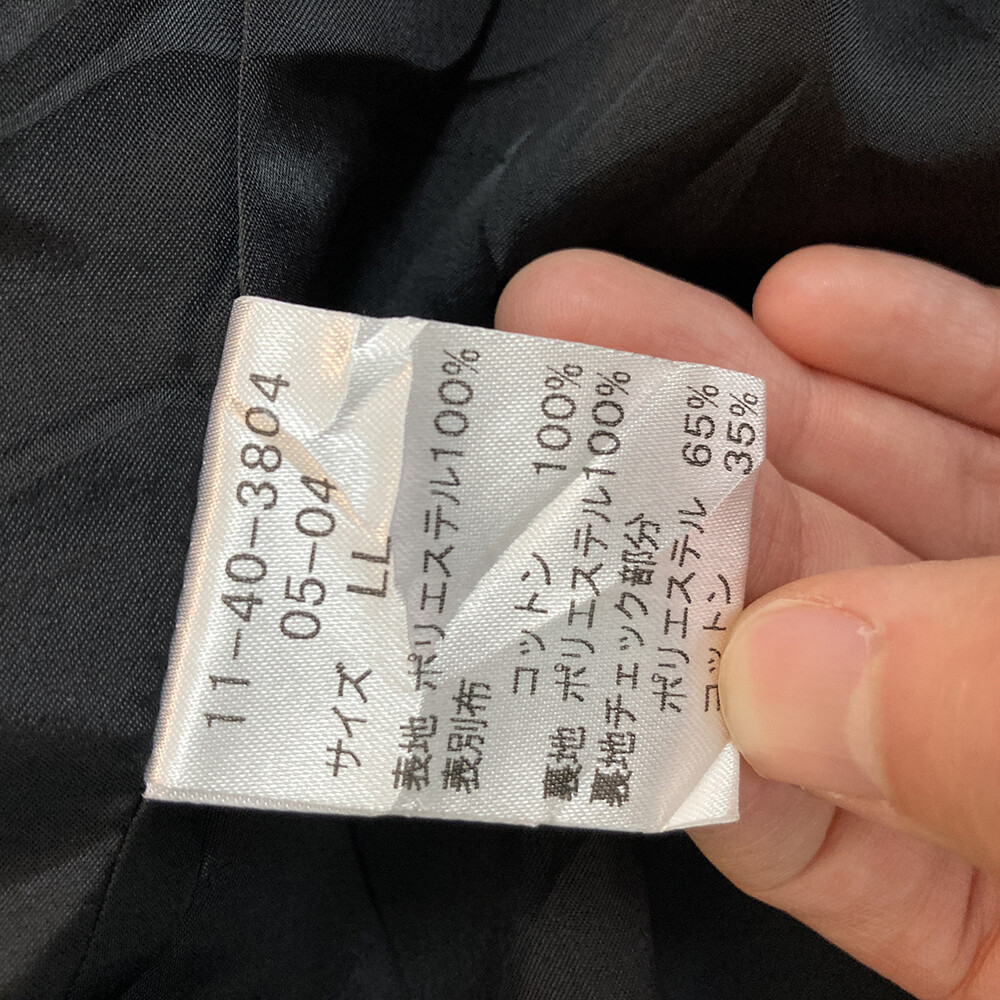 11-40-3804
05-04
サイズ LL
表地 ポリエステル100%
表別布
コットン 100%
裏地 ポリエステル100%
裏地チェック部分
ポリエステル 65%
コットン 35%